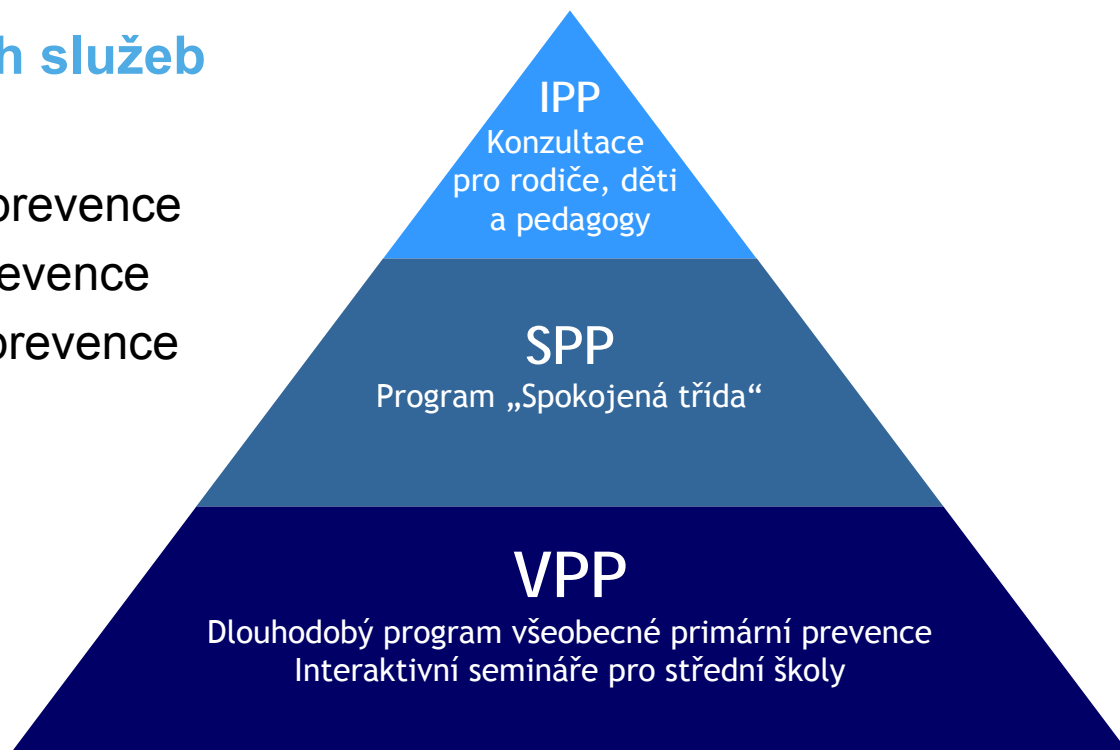 h služeb
prevence
evence
prevence
IPP
Konzultace
pro rodiče, děti
a pedagogy
SPP
Program „Spokojená třída“
VPP
Dlouhodobý program všeobecné primární prevence
Interaktivní semináře pro střední školy